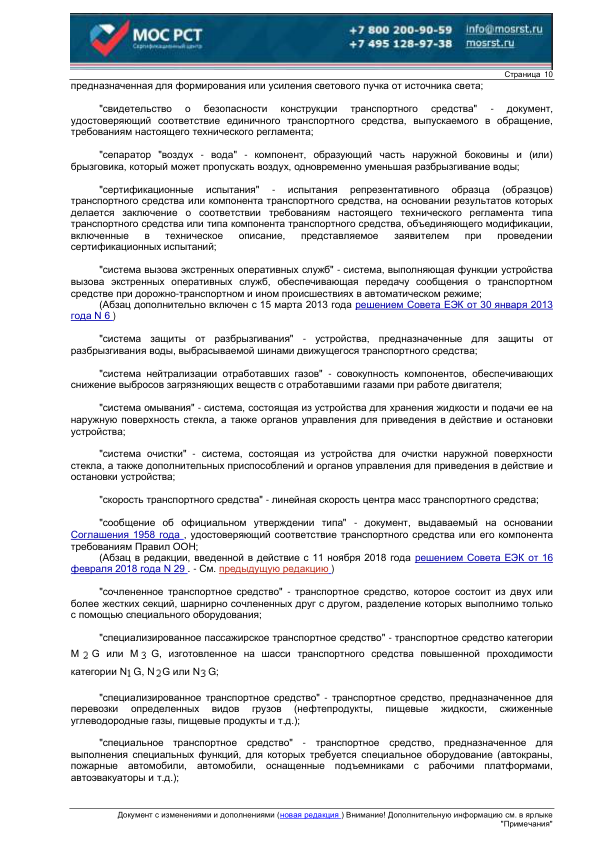 МОС РСТ
Сертификационный центр
+7 800 200-90-59 info@mosrst.ru
+7 495 128-97-38 mosrst.ru
Страница 10
предназначенная для формирования или усиления светового пучка от источника света;
"свидетельство о безопасности конструкции транспортного средства" - документ,
удостоверяющий соответствие единичного транспортного средства, выпускаемого в обращение,
требованиям настоящего технического регламента;
"сепаратор "воздух - вода" - компонент, образующий часть наружной боковины и (или)
брызговика, который может пропускать воздух, одновременно уменьшая разбрызгивание воды;
"сертификационные испытания" - испытания репрезентативного образца (образцов)
транспортного средства или компонента транспортного средства, на основании результатов которых
делается заключение о соответствии требованиям настоящего технического регламента типа
транспортного средства или типа компонента транспортного средства, объединяющего модификации,
включенные в техническое описание, представляемое заявителем при проведении
сертификационных испытаний;
"система вызова экстренных оперативных служб" - система, выполняющая функции устройства
вызова экстренных оперативных служб, обеспечивающая передачу сообщения о транспортном
средстве при дорожно-транспортном и ином происшествиях в автоматическом режиме;
(Абзац дополнительно включен с 15 марта 2013 года решением Совета ЕЭК от 30 января 2013
года N 6 )
"система защиты от разбрызгивания" - устройства, предназначенные для защиты от
разбрызгивания воды, выбрасываемой шинами движущегося транспортного средства;
"система нейтрализации отработавших газов" - совокупность компонентов, обеспечивающих
снижение выбросов загрязняющих веществ с отработавшими газами при работе двигателя;
"система омывания" - система, состоящая из устройства для хранения жидкости и подачи ее на
наружную поверхность стекла, а также органов управления для приведения в действие и остановки
устройства;
"система очистки" - система, состоящая из устройства для очистки наружной поверхности
стекла, а также дополнительных приспособлений и органов управления для приведения в действие и
остановки устройства;
"скорость транспортного средства" - линейная скорость центра масс транспортного средства;
"сообщение об официальном утверждении типа" - документ, выдаваемый на основании
Соглашения 1958 года , удостоверяющий соответствие транспортного средства или его компонента
требованиям Правил ООН;
(Абзац в редакции, введенной в действие с 11 ноября 2018 года решением Совета ЕЭК от 16
февраля 2018 года N 29 . - См. предыдущую редакцию )
"сочлененное транспортное средство" - транспортное средство, которое состоит из двух или
более жестких секций, шарнирно сочлененных друг с другом, разделение которых выполнимо только
с помощью специального оборудования;
"специализированное пассажирское транспортное средство" - транспортное средство категории
M 2 G или M 3 G, изготовленное на шасси транспортного средства повышенной проходимости
категории N1 G, N 2 G или N3 G;
"специализированное транспортное средство" - транспортное средство, предназначенное для
перевозки определенных видов грузов (нефтепродукты, пищевые жидкости, сжиженные
углеводородные газы, пищевые продукты и т.д.);
"специальное транспортное средство" - транспортное средство, предназначенное для
выполнения специальных функций, для которых требуется специальное оборудование (автокраны,
пожарные автомобили, автомобили, оснащенные подъемниками с рабочими платформами,
автоэвакуаторы и т.д.);
Документ с изменениями и дополнениями (новая редакция ) Внимание! Дополнительную информацию см. в ярлыке
"Примечания"